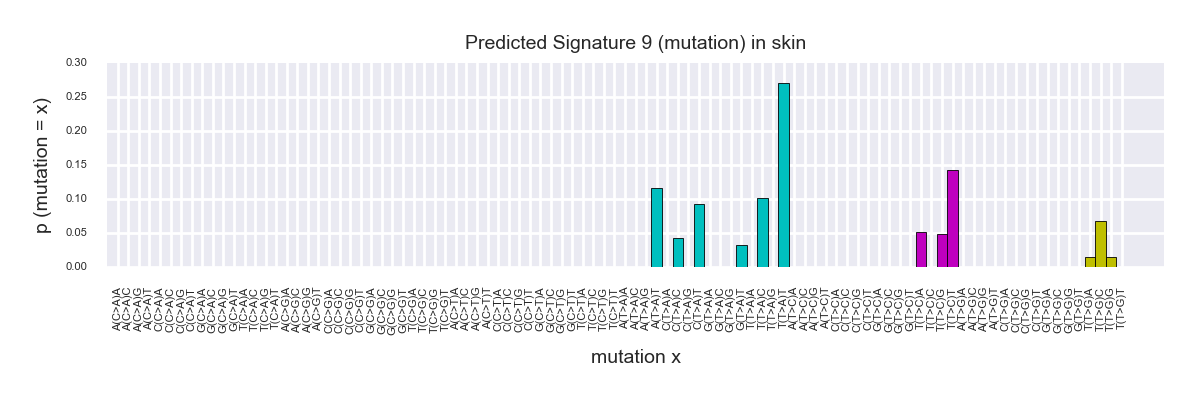 Predicted Signature 9 (mutation) in skin
p (mutation = x)
0.30
0.25
0.20
0.15
0.10
0.05
0.00
A(C>A)A
A(C>A)C
A(C>A)G
A(C>A)T
C(C>A)A
C(C>A)C
C(C>A)G
C(C>A)T
G(C>A)A
G(C>A)C
G(C>A)G
G(C>A)T
T(C>A)A
T(C>A)C
T(C>A)G
T(C>A)T
A(C>G)A
A(C>G)C
A(C>G)G
A(C>G)T
C(C>G)A
C(C>G)C
C(C>G)G
C(C>G)T
G(C>G)A
G(C>G)C
G(C>G)G
G(C>G)T
T(C>G)A
T(C>G)C
T(C>G)G
T(C>G)T
A(C>T)A
A(C>T)C
A(C>T)G
A(C>T)T
C(C>T)A
C(C>T)C
C(C>T)G
C(C>T)T
G(C>T)A
G(C>T)C
G(C>T)G
G(C>T)T
T(C>T)A
T(C>T)C
T(C>T)G
T(C>T)T
A(T>A)A
A(T>A)C
A(T>A)G
A(T>A)T
C(T>A)A
C(T>A)C
C(T>A)G
C(T>A)T
G(T>A)A
G(T>A)C
G(T>A)G
G(T>A)T
T(T>A)A
T(T>A)C
T(T>A)G
T(T>A)T
A(T>C)A
A(T>C)C
A(T>C)G
A(T>C)T
C(T>C)A
C(T>C)C
C(T>C)G
C(T>C)T
G(T>C)A
G(T>C)C
G(T>C)G
G(T>C)T
T(T>C)A
T(T>C)C
T(T>C)G
T(T>C)T
A(T>G)A
A(T>G)C
A(T>G)G
A(T>G)T
C(T>G)A
C(T>G)C
C(T>G)G
C(T>G)T
G(T>G)A
G(T>G)C
G(T>G)G
G(T>G)T
T(T>G)A
T(T>G)C
T(T>G)G
T(T>G)T
mutation x